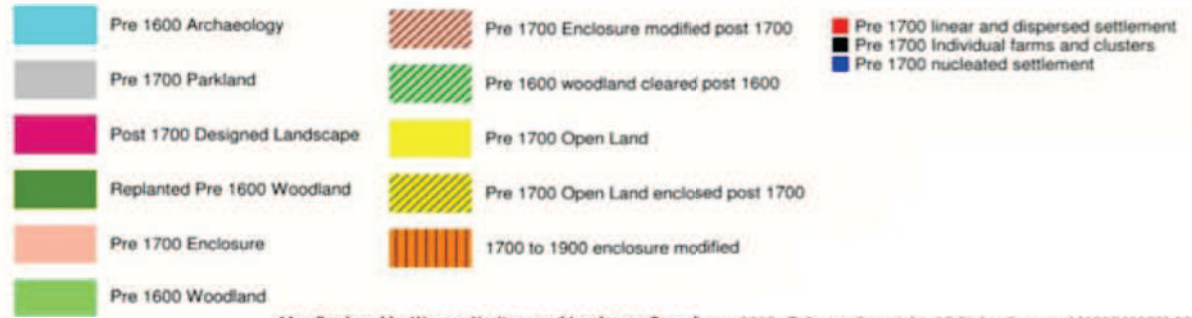 Pre 1600 Archaeology
Pre 1700 Parkland
Post 1700 Designed Landscape
Replanted Pre 1600 Woodland
Pre 1700 Enclosure
Pre 1600 Woodland
Pre 1700 Enclosure modified post 1700
Pre 1600 woodland cleared post 1600
Pre 1700 Open Land
Pre 1700 Open Land enclosed post 1700
1700 to 1900 enclosure modified
Pre 1700 linear and dispersed settlement
Pre 1700 Individual farms and clusters
Pre 1700 nucleated settlement